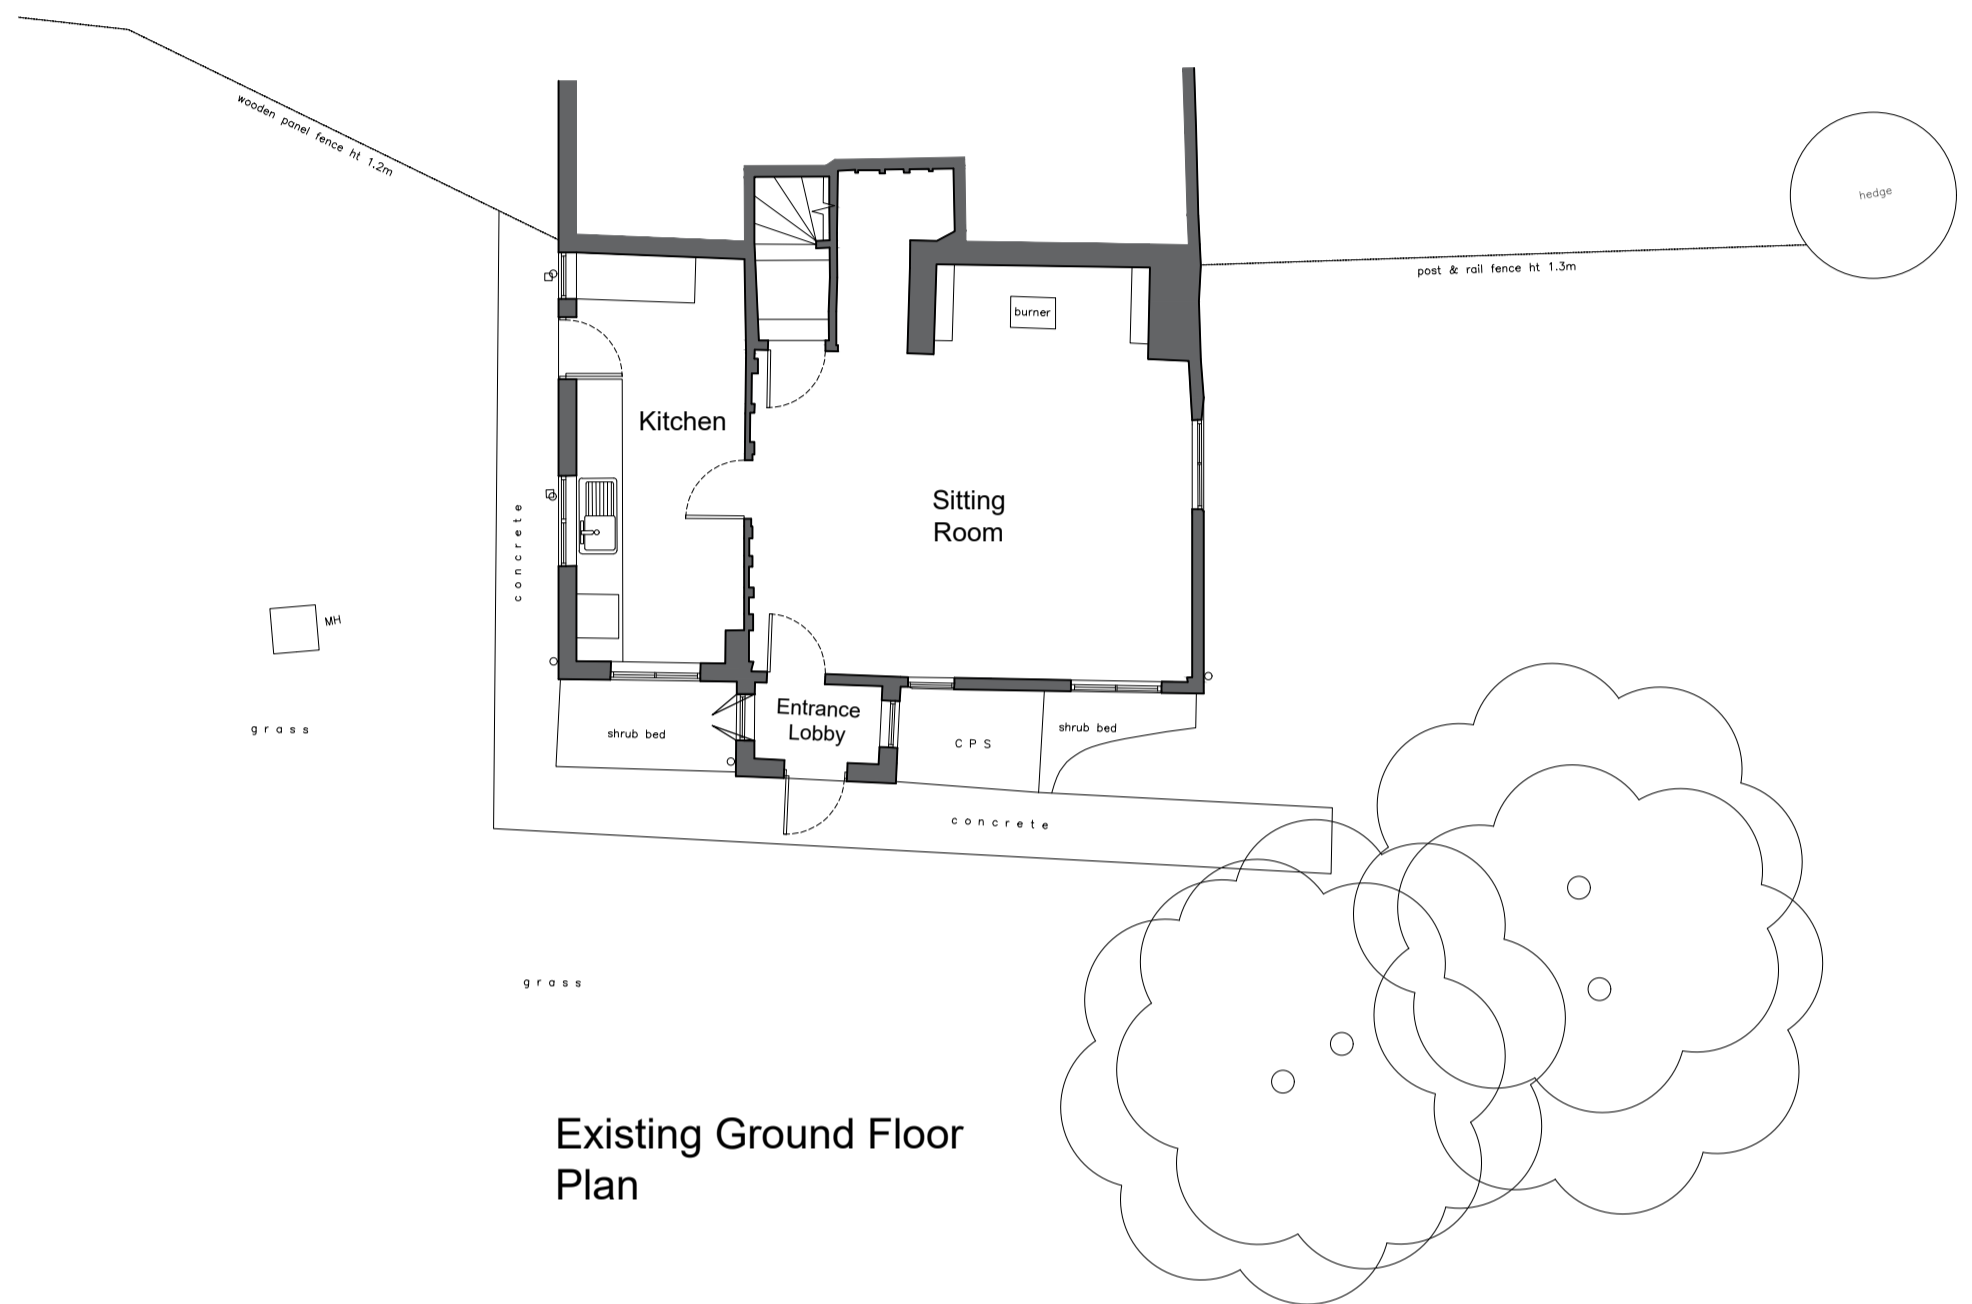 wooden panel fence ht 1.2m
hedge
post & rail fence ht 1.3m
burner
Kitchen
Sitting
Room
concrete
MH
Entrance
Lobby
grass
shrub bed
CPS
shrub bed
concrete
grass
Existing Ground Floor
Plan